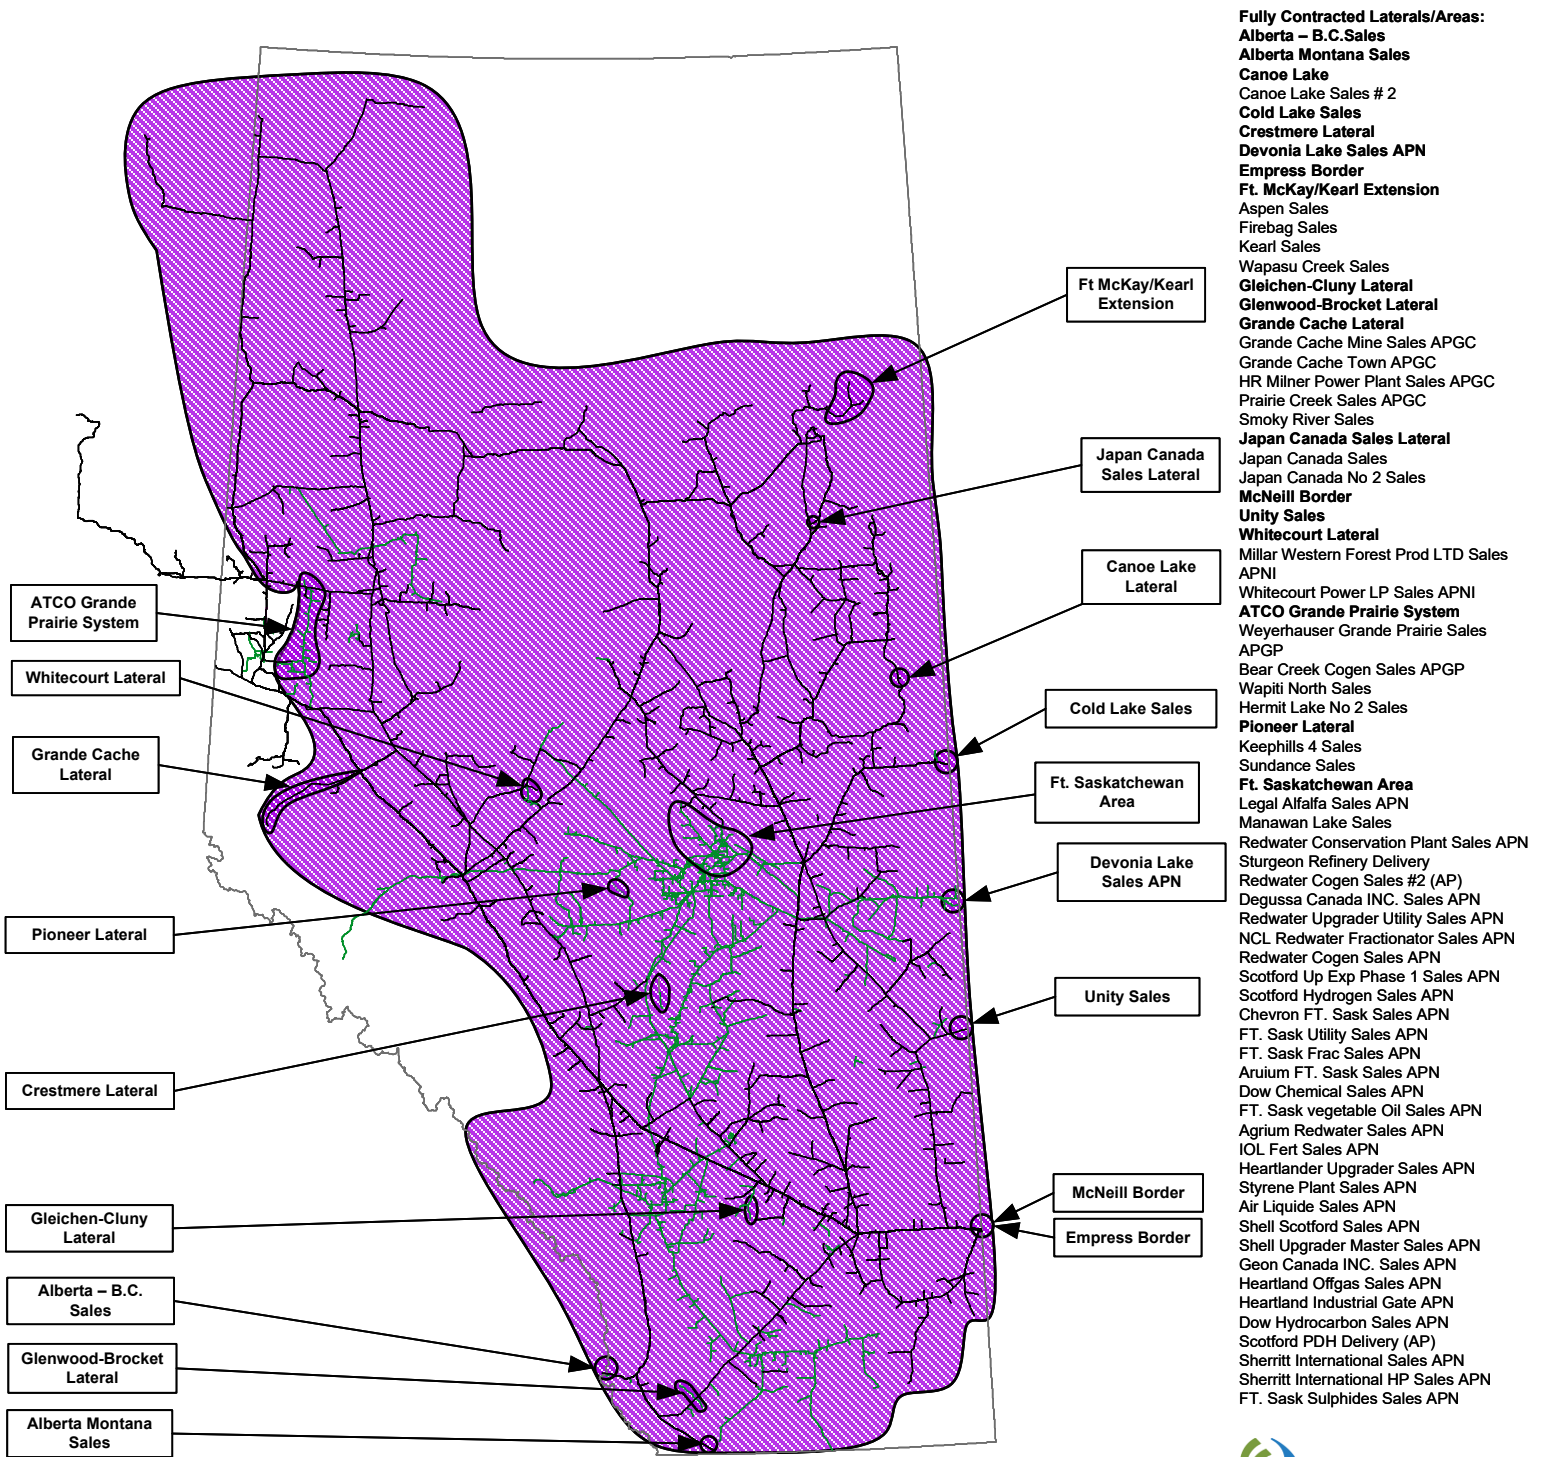 Fully Contracted Laterals/Areas:
Alberta – B.C.Sales
Alberta Montana Sales
Canoe Lake
Canoe Lake Sales # 2
Cold Lake Sales
Crestmere Lateral
Devonia Lake Sales APN
Empress Border
Ft. McKay/Kearl Extension
Aspen Sales
Firebag Sales
Kearl Sales
Wapasu Creek Sales
Gleichen-Cluny Lateral
Glenwood-Brocket Lateral
Grande Cache Lateral
Grande Cache Mine Sales APGC
Grande Cache Town APGC
HR Milner Power Plant Sales APGC
Prairie Creek Sales APGC
Smoky River Sales
Japan Canada Sales Lateral
Japan Canada Sales
Japan Canada No 2 Sales
McNeill Border
Unity Sales
Whitecourt Lateral
Millar Western Forest Prod LTD Sales
APNI
Whitecourt Power LP Sales APNI
ATCO Grande Prairie System
Weyerhauser Grande Prairie Sales
APGP
Bear Creek Cogen Sales APGP
Wapiti North Sales
Hermit Lake No 2 Sales
Pioneer Lateral
Keephills 4 Sales
Sundance Sales
Ft. Saskatchewan Area
Legal Alfalfa Sales APN
Manawan Lake Sales
Redwater Conservation Plant Sales APN
Sturgeon Refinery Delivery
Redwater Cogen Sales #2 (AP)
Degussa Canada INC. Sales APN
Redwater Upgrader Utility Sales APN
NCL Redwater Fractionator Sales APN
Redwater Cogen Sales APN
Scotford Up Exp Phase 1 Sales APN
Scotford Hydrogen Sales APN
Chevron FT. Sask Sales APN
FT. Sask Utility Sales APN
FT. Sask Frac Sales APN
Aruium FT. Sask Sales APN
Dow Chemical Sales APN
FT. Sask vegetable Oil Sales APN
Agrium Redwater Sales APN
IOL Fert Sales APN
Heartlander Upgrader Sales APN
Styrene Plant Sales APN
Air Liquide Sales APN
Shell Scotford Sales APN
Shell Upgrader Master Sales APN
Geon Canada INC. Sales APN
Heartland Offgas Sales APN
Heartland Industrial Gate APN
Dow Hydrocarbon Sales APN
Scotford PDH Delivery (AP)
Sherritt International Sales APN
Sherritt International HP Sales APN
FT. Sask Sulphides Sales APN
Ft McKay/Kearl
Extension
Japan Canada
Sales Lateral
Canoe Lake
Lateral
Cold Lake Sales
Ft. Saskatchewan
Area
Devonia Lake
Sales APN
Unity Sales
McNeill Border
Empress Border
ATCO Grande
Prairie System
Whitecourt Lateral
Grande Cache
Lateral
Pioneer Lateral
Crestmere Lateral
Gleichen-Cluny
Lateral
Alberta – B.C.
Sales
Glenwood-Brocket
Lateral
Alberta Montana
Sales